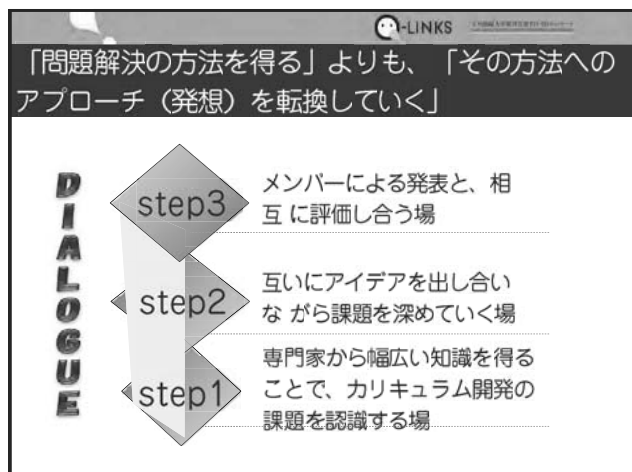 Q-LINKS
「問題解決の方法を得る」よりも、「その方法への
アプローチ（発想）を転換していく」
DIALOGUE
step3
メンバーによる発表と、相
互 に評価し合う場
step2
互いにアイデアを出し合い
な がら課題を深めていく場
step1
専門家から幅広い知識を得る
ことで、カリキュラム開発の
課題を認識する場